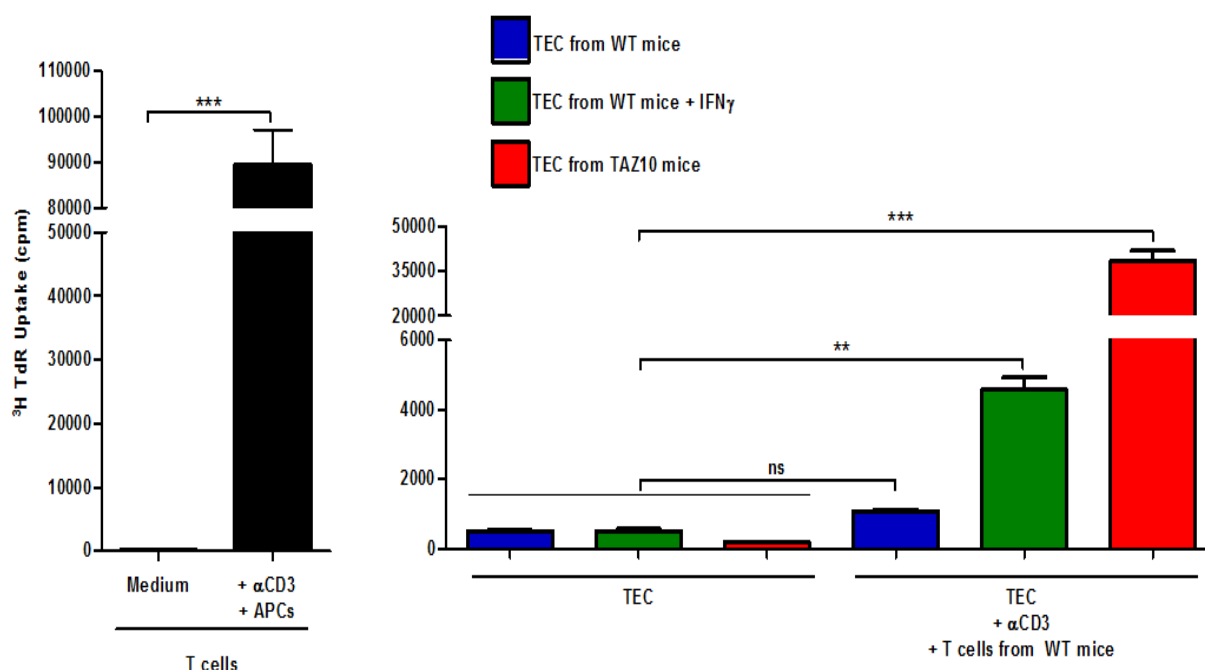 TEC from WT mice
TEC from WT mice + IFNγ
TEC from TAZ10 mice
³H TdR Uptake (cpm)
110000
100000
90000
80000
50000
40000
30000
20000
10000
0
***
Medium
+ αCD3
+ APCs
T cells
50000
35000
20000
6000
4000
2000
0
***
**
ns
TEC
TEC
+ αCD3
+ T cells from WT mice